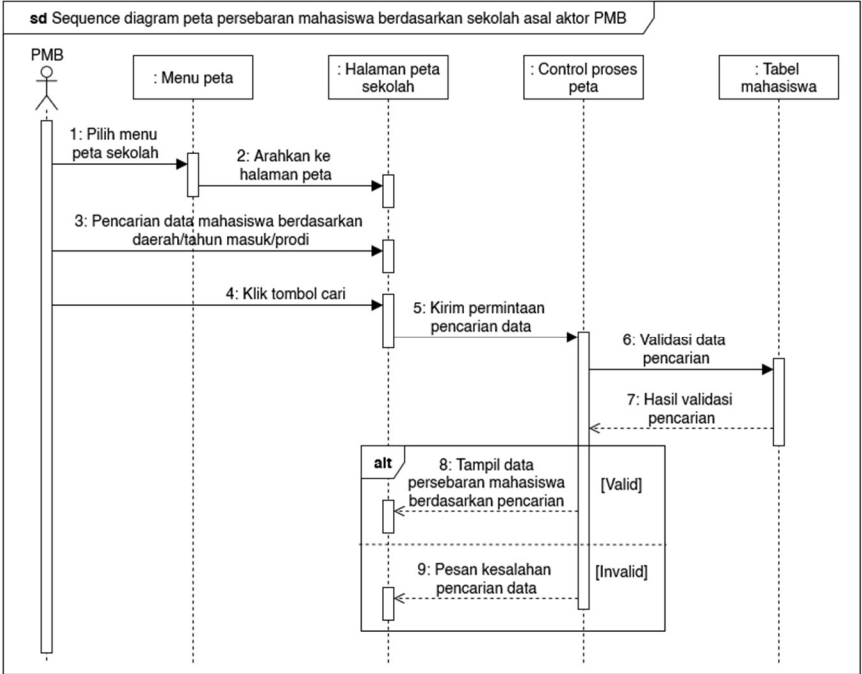 sd Sequence diagram peta persebaran mahasiswa berdasarkan sekolah asal aktor PMB
PMB
: Menu peta
: Halaman peta
sekolah
: Control proses
peta
: Tabel
mahasiswa
1: Pilih menu
peta sekolah
2: Arahkan ke
halaman peta
3: Pencarian data mahasiswa berdasarkan
daerah/tahun masuk/prodi
4: Klik tombol cari
5: Kirim permintaan
pencarian data
6: Validasi data
pencarian
7: Hasil validasi
pencarian
alt
8: Tampil data
persebaran mahasiswa
berdasarkan pencarian
[Valid]
9: Pesan kesalahan
pencarian data
[Invalid]